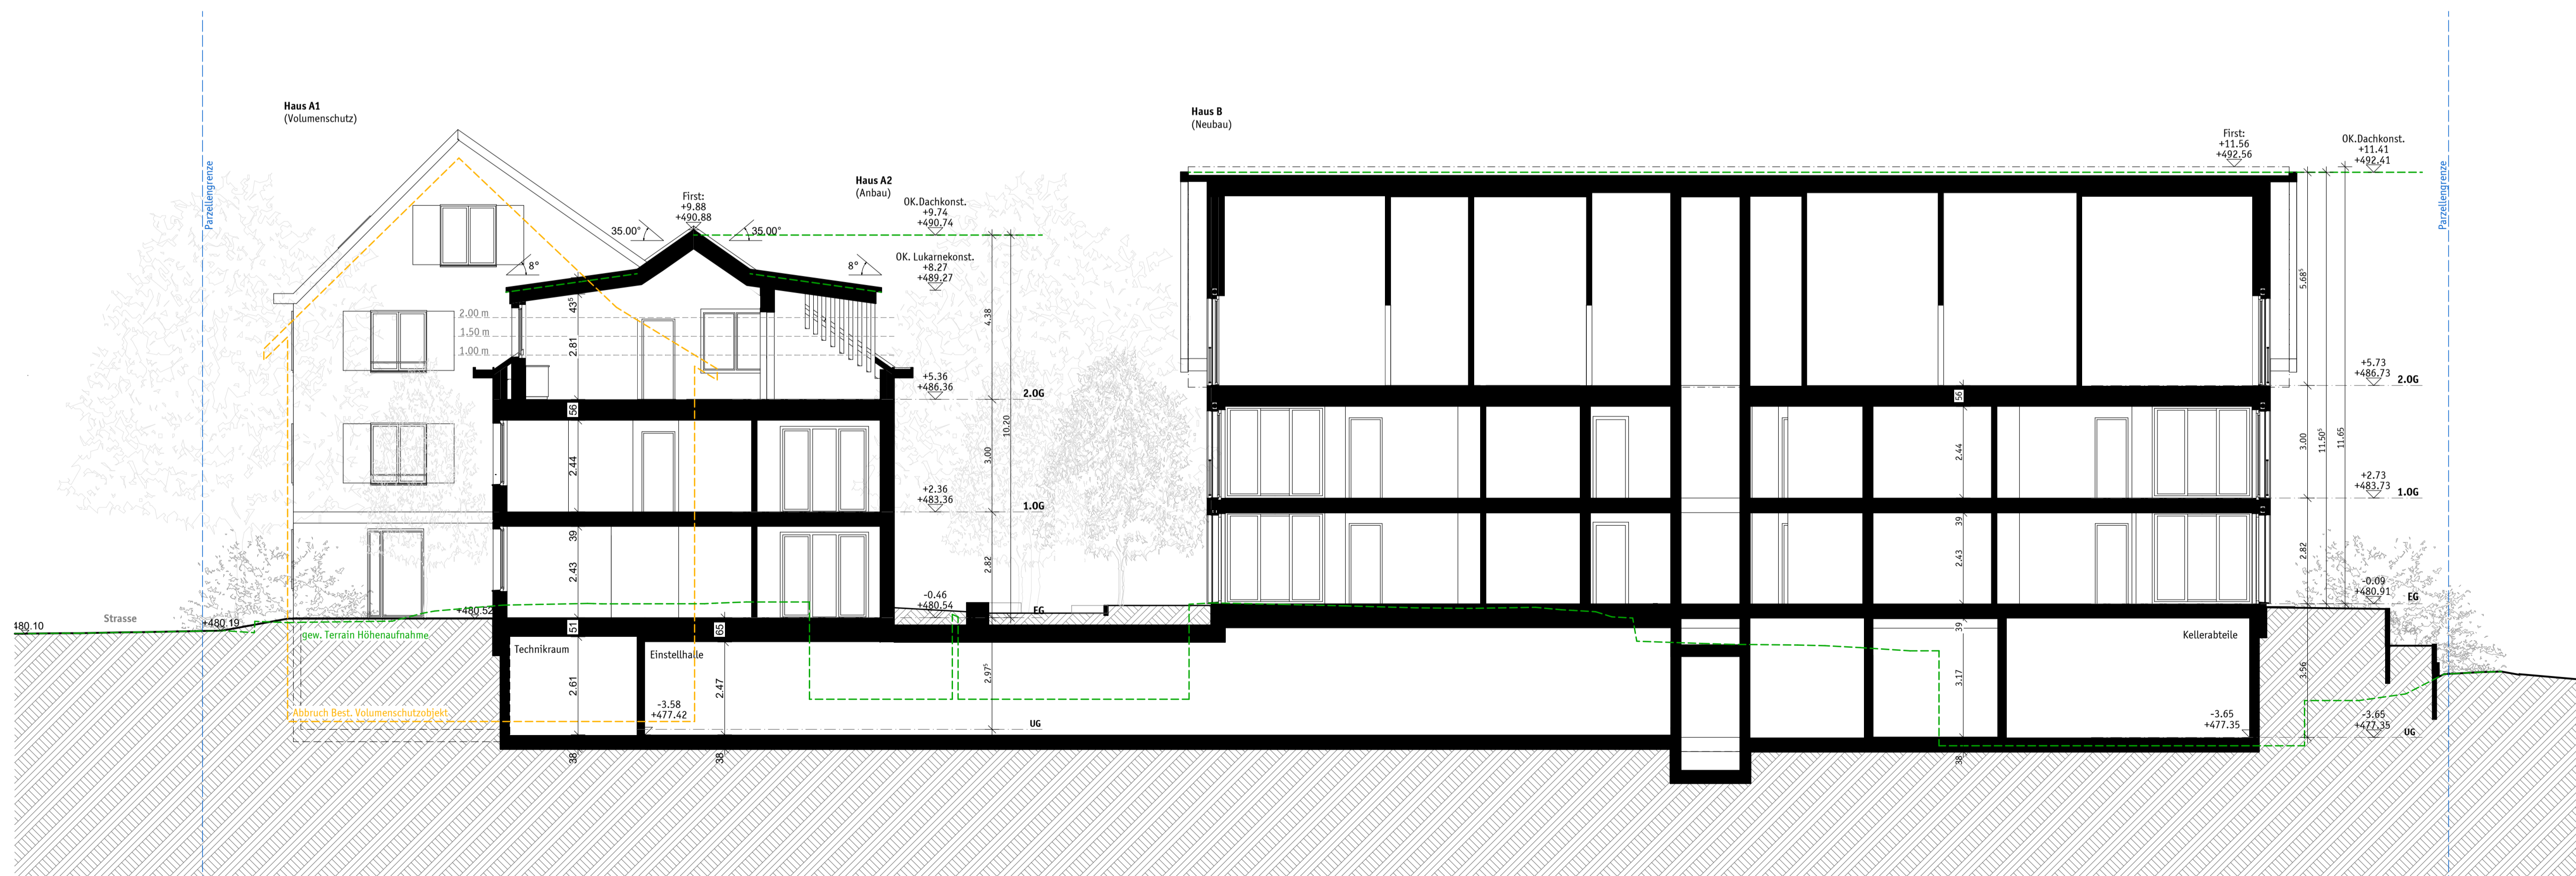 Haus A1
(Volumenschutz)
Haus B
(Neubau)
Parzellengrenze
Haus A2
(Anbau)
First:
+9.88
+490.88
35.00°
35.00°
8°
8°
OK.Dachkonst.
+9.74
+490.74
OK. Lukarnekonst.
+8.27
+489.27
First:
+11.56
+492.56
OK.Dachkonst.
+11.41
+492.41
Parzellengrenze
2.00 m
1.50 m
1.00 m
43⁵
2.81
56
2.44
39
2.43
51
65
2.61
2.47
38
38
4.38
10.20
3.00
2.82
2.97⁵
+5.36
+486.36
2.OG
+2.36
+483.36
1.OG
-0.46
+480.54
EG
UG
Strasse
480.10
+480.19
+480.52
gew. Terrain Höhenaufnahme
Technikraum
Einstellhalle
-3.58
+477.42
Abbruch Best. Volumenschutzobjekt
56
2.44
39
2.43
39
3.17
38
Kellerabteile
-3.65
+477.35
5.68⁵
3.00
11.50⁵
11.65
2.82
3.56
+5.73
+486.73
2.OG
+2.73
+483.73
1.OG
-0.09
+480.91
EG
-3.65
+477.35
UG